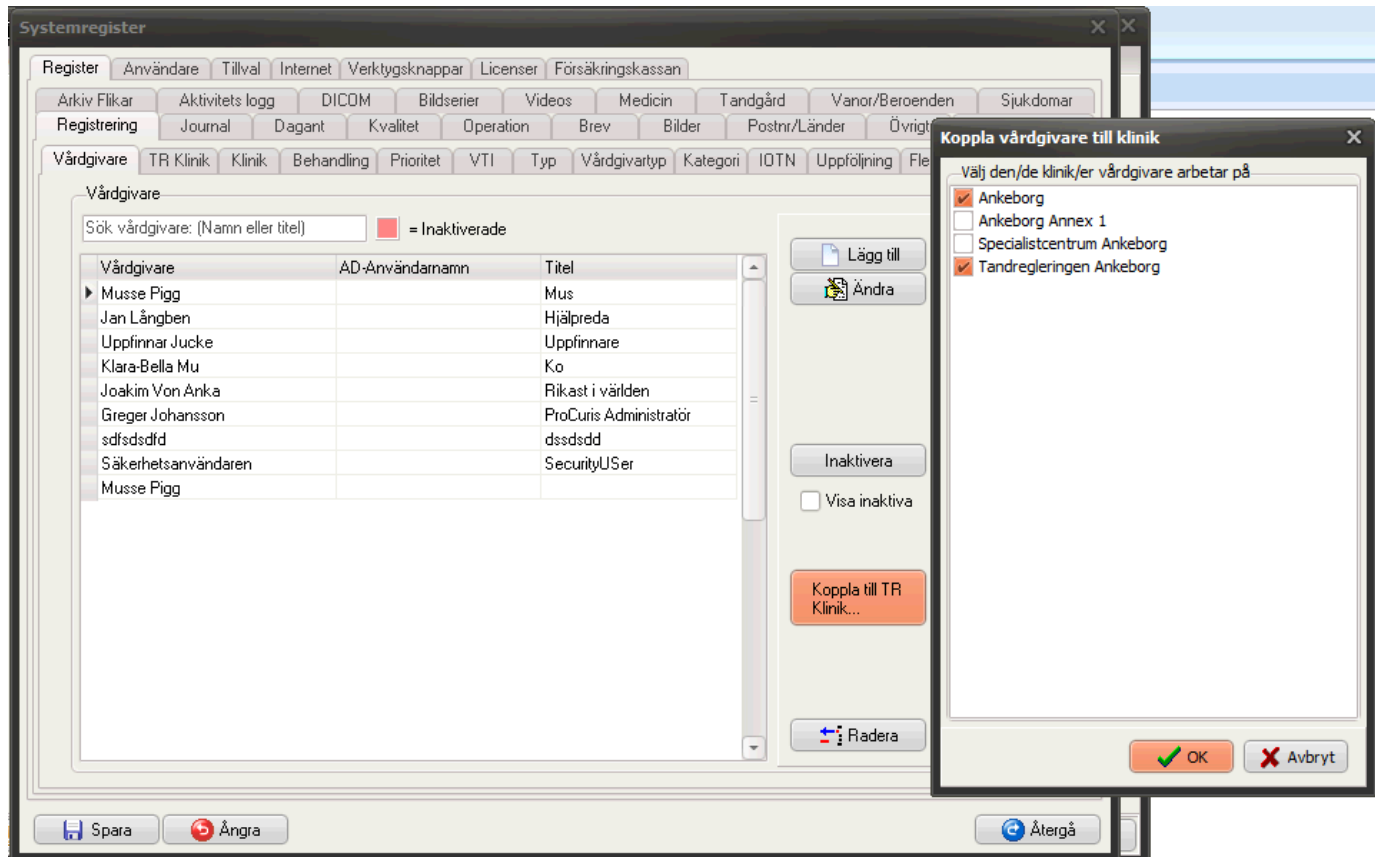 Systemregister
Register Användare Tillval Internet Verktygsknappar Licenser Försäkringskassan
Arkiv Flikar Aktivitets logg DICOM Bildserier Videos Medicin Tandgård Vanor/Beroenden Sjukdomar
Registrering Journal Dagant Kvalitet Operation Brev Bilder Postnr/Länder Övrigt
Vårdgivare TR Klinik Klinik Behandling Prioritet VTI Typ Vårdgivartyp Kategori IOTN Uppföljning Fle
Vårdgivare
Sök vårdgivare: (Namn eller titel) = Inaktiverade
Vårdgivare AD-Användarnamn Titel
Musse Pigg Mus
Jan Långben Hjälpreda
Uppfinnar Jucke Uppfinnare
Klara-Bella Mu Ko
Joakim Von Anka Rikast i världen
Greger Johansson ProCuris Administratör
sdfsdsdfd dssdsdd
Säkerhetsanvändaren SecurityUSer
Musse Pigg
Lägg till
Ändra
Inaktivera
Visa inaktiva
Koppla till TR
Klinik...
Radera
Spara Ångra Återgå
Koppla vårdgivare till klinik
Välj den/de klinik/er vårdgivare arbetar på
Ankeborg
Ankeborg Annex 1
Specialistcentrum Ankeborg
Tandregleringen Ankeborg
OK Avbryt